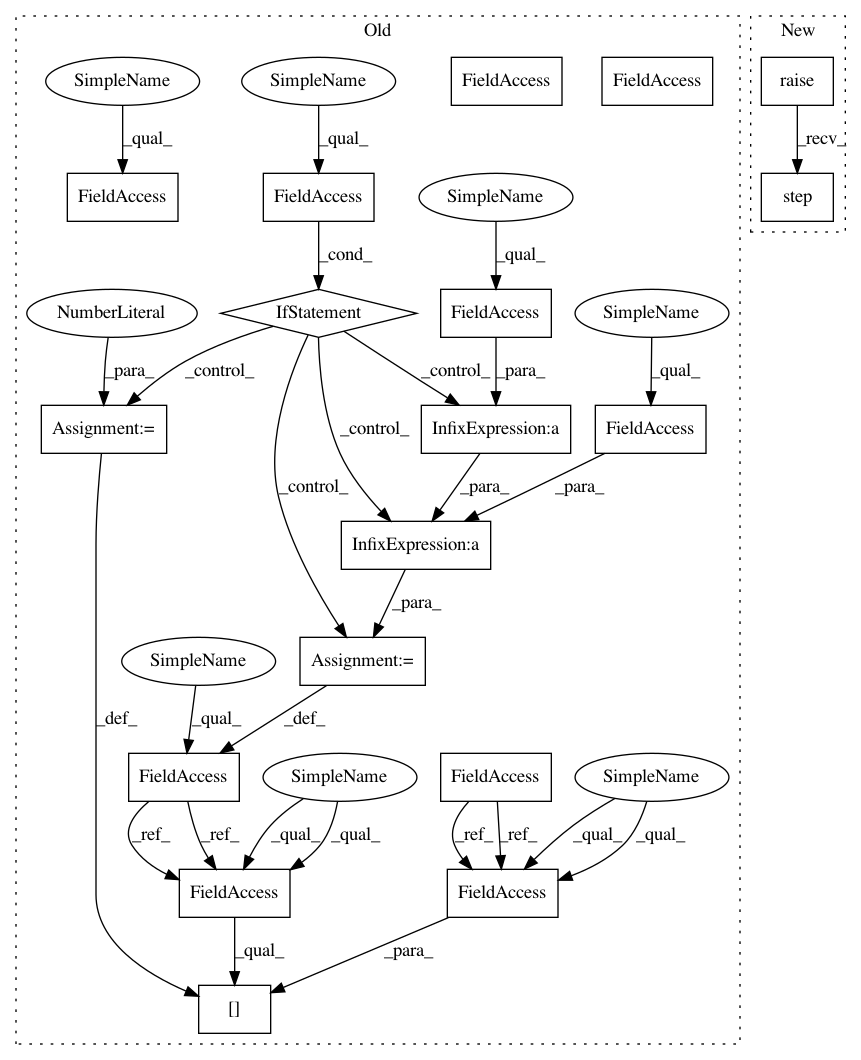 Old
New
SimpleName
SimpleName
FieldAccess
FieldAccess
raise
_qual_
_qual_
_recv_
FieldAccess
FieldAccess
SimpleName
step
_cond_
_qual_
NumberLiteral
IfStatement
FieldAccess
SimpleName
_para_
_control_
_control_
_para_
_qual_
Assignment:=
_control_
InfixExpression:a
FieldAccess
_control_
_para_
_para_
InfixExpression:a
_para_
SimpleName
Assignment:=
_def_
_qual_
_def_
FieldAccess
SimpleName
FieldAccess
SimpleName
_ref_
_ref_
_qual_
_qual_
_ref_
_ref_
_qual_
_qual_
FieldAccess
FieldAccess
_qual_
_para_
[]